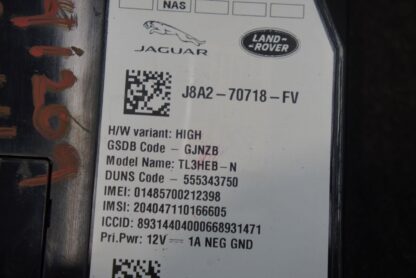 NAS
JAGUAR
LAND-
ROVER
J8A2-70718-FV
H/W variant: HIGH
GSDB Code - GJNZB
Model Name: TL3HEB-N
DUNS Code - 555343750
IMEI: 01485700212398
IMSI: 204047110166605
ICCID: 89314404000668931471
Pri.Pwr: 12V ⎓ 1A NEG GND